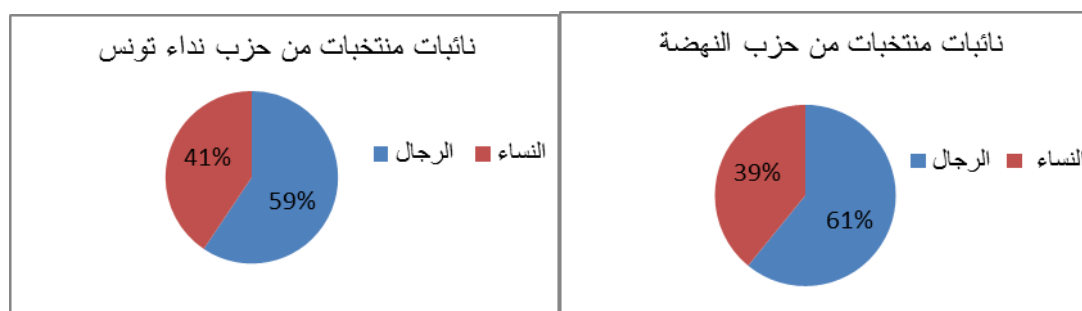 نائبات منتخبات من حزب النهضة
الرجال
النساء
39%
61%
نائبات منتخبات من حزب نداء تونس
الرجال
النساء
41%
59%